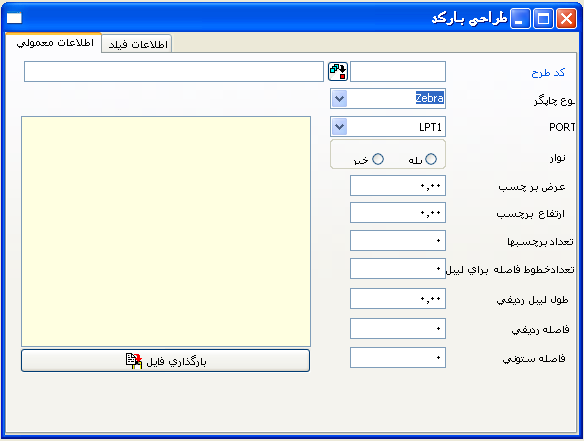 طراحي بارکد
اطلاعات معمولي
اطلاعات فيلد
کد طرح
نوع چاپگر
Zebra
PORT
LPT1
نوار
بله
خير
عرض بر چسب
۰٫۰۰
ارتفاع برچسب
۰٫۰۰
تعداد برچسبها
۰
تعدادخطوط فاصله براي ليبل
۰
طول ليبل رديفي
۰٫۰۰
فاصله رديفي
۰
فاصله ستوني
۰
بارگذاري فايل